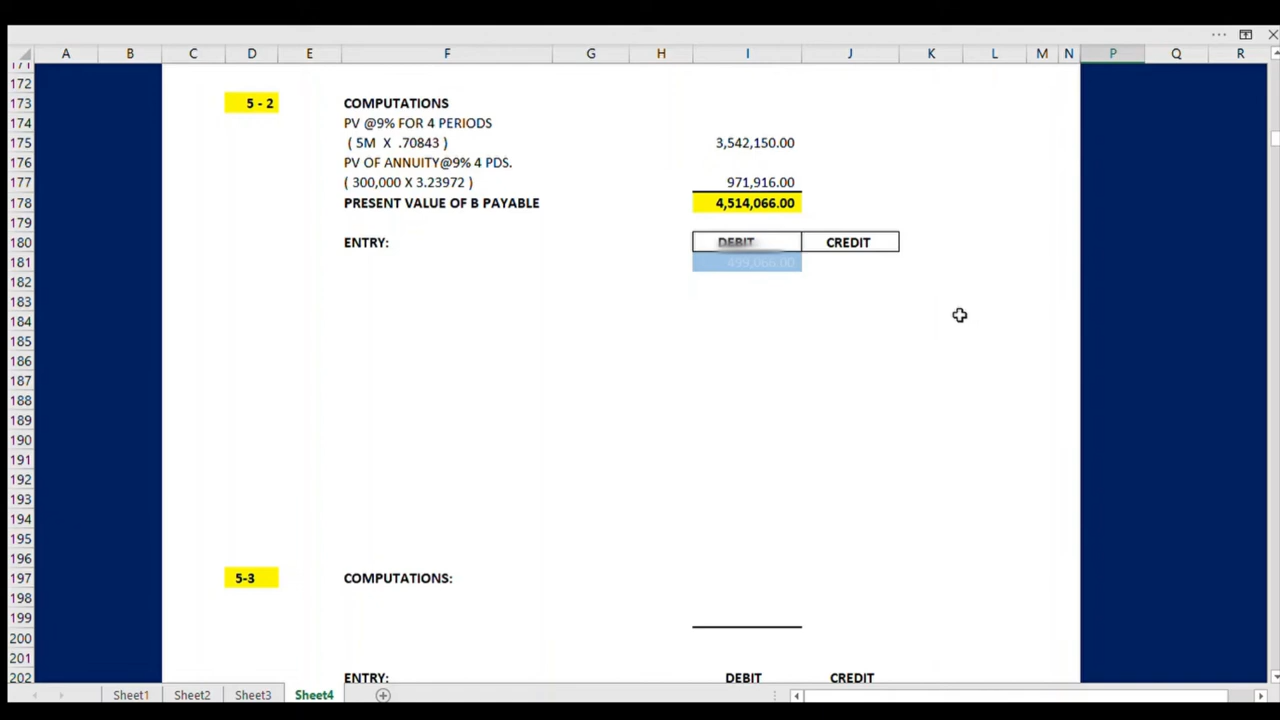 A B C D E F G H I J K L M N P Q R
171
172
173 5 - 2 COMPUTATIONS
174 PV @9% FOR 4 PERIODS
175 ( 5M X .70843 ) 3,542,150.00
176 PV OF ANNUITY@9% 4 PDS.
177 ( 300,000 X 3.23972 ) 971,916.00
178 PRESENT VALUE OF B PAYABLE 4,514,066.00
179
180 ENTRY: DEBIT CREDIT
181 499,066.00
182
183
184
185
186
187
188
189
190
191
192
193
194
195
196
197 5-3 COMPUTATIONS:
198
199
200
201
202 ENTRY: DEBIT CREDIT
Sheet1 Sheet2 Sheet3 Sheet4